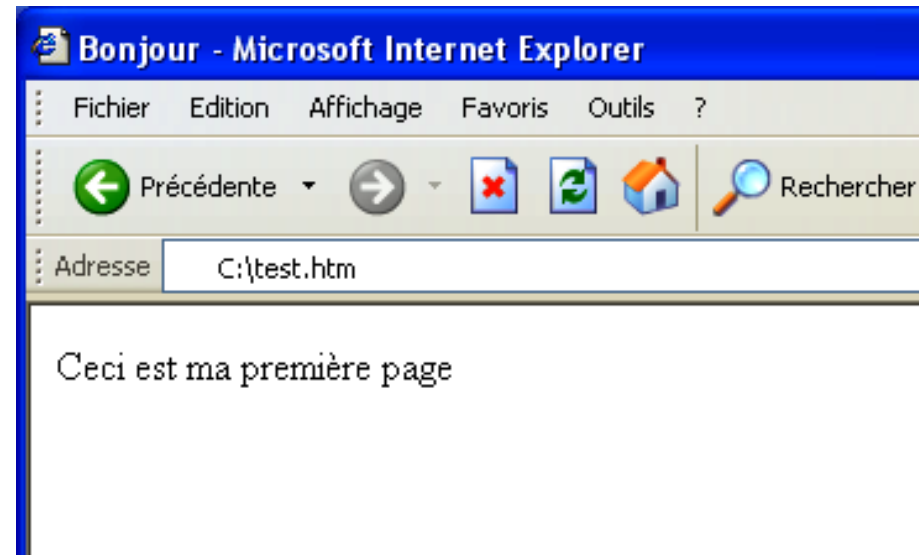 Bonjour - Microsoft Internet Explorer
Fichier Edition Affichage Favoris Outils ?
Précédente Rechercher
Adresse C:\test.htm
Ceci est ma première page